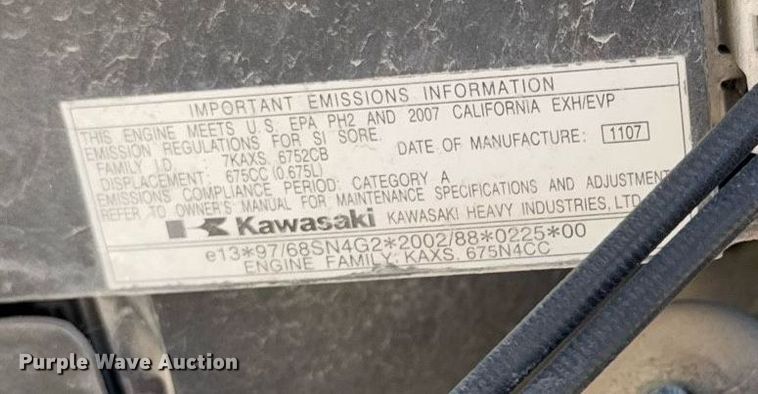 IMPORTANT EMISSIONS INFORMATION
THIS ENGINE MEETS U.S. EPA PH2 AND 2007 CALIFORNIA EXH/EVP
EMISSION REGULATIONS FOR SI SORE.
FAMILY I.D. : 7KAXS. 6752CB DATE OF MANUFACTURE: 1107
DISPLACEMENT : 675CC (0.675L)
EMISSIONS COMPLIANCE PERIOD: CATEGORY A
REFER TO OWNER'S MANUAL FOR MAINTENANCE SPECIFICATIONS AND ADJUSTMENT
Kawasaki KAWASAKI HEAVY INDUSTRIES, LTD
e13*97/68SN4G2*2002/88*0225*00
ENGINE FAMILY: KAXS. 675N4CC
Purple Wave Auction